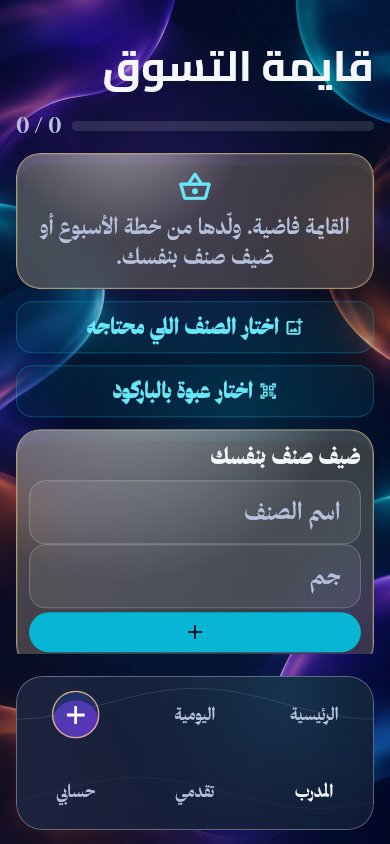 قايمة التسوق
0 / 0
القايمة فاضية. ولّدها من خطة الأسبوع أو
ضيف صنف بنفسك.
اختار الصنف اللي محتاجه
اختار عبوة بالباركود
ضيف صنف بنفسك
اسم الصنف
جم
+
الرئيسية
اليومية
+
المدرب
تقدمي
حسابي